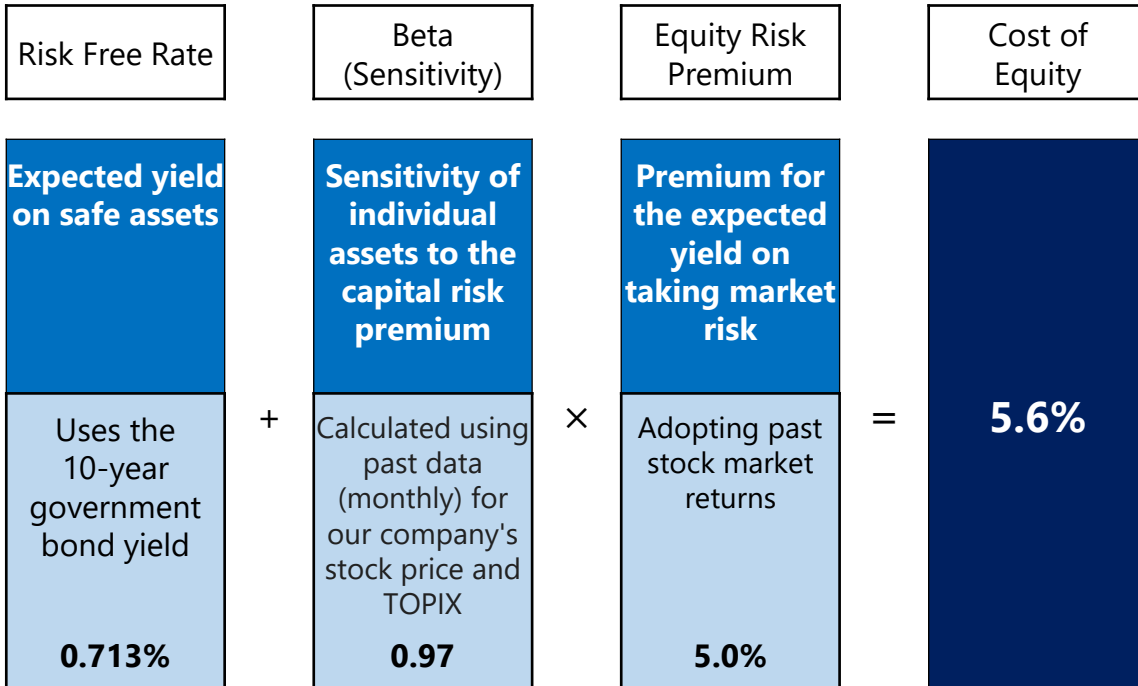 Risk Free Rate
Beta
(Sensitivity)
Equity Risk
Premium
Cost of
Equity
Expected yield
on safe assets
Uses the
10-year
government
bond yield
0.713%
+
Sensitivity of
individual
assets to the
capital risk
premium
Calculated using
past data
(monthly) for
our company's
stock price and
TOPIX
0.97
×
Premium for
the expected
yield on
taking market
risk
Adopting past
stock market
returns
5.0%
=
5.6%